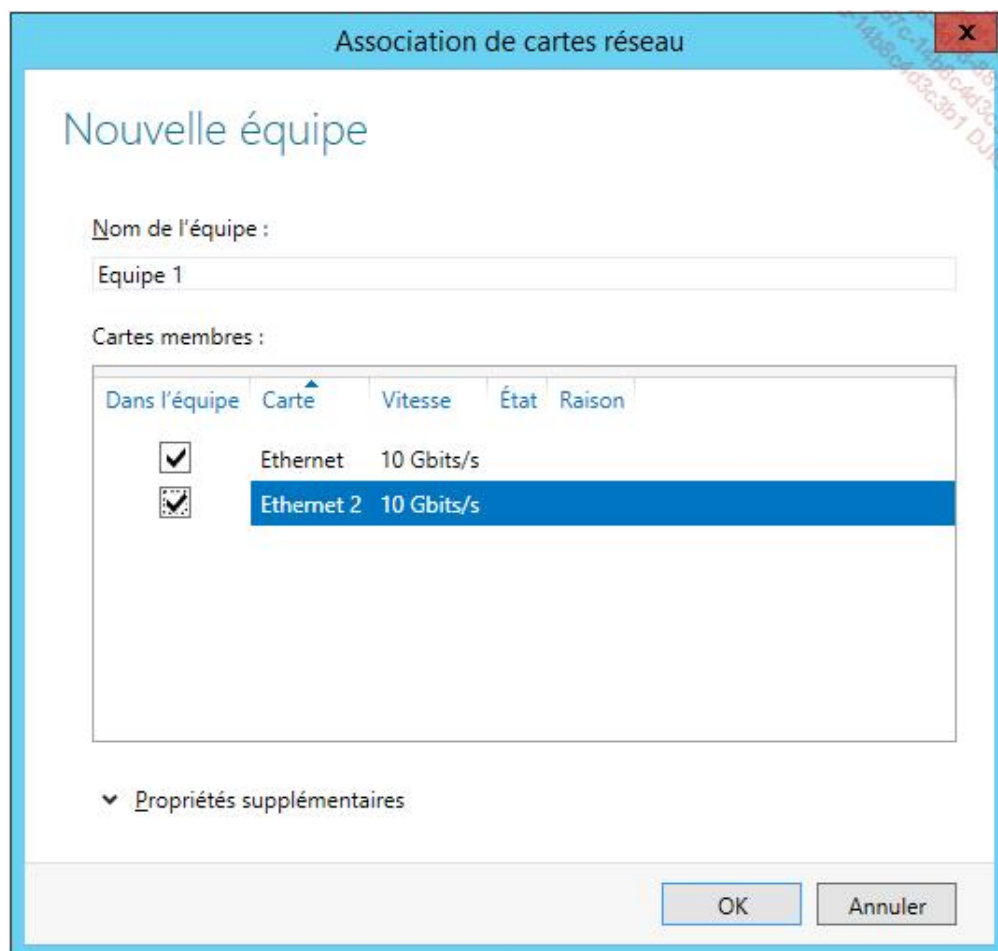 Association de cartes réseau
x
Nouvelle équipe
Nom de l'équipe :
Equipe 1
Cartes membres :
Dans l'équipe Carte Vitesse État Raison
Ethernet 10 Gbits/s
Ethernet 2 10 Gbits/s
Propriétés supplémentaires
OK Annuler